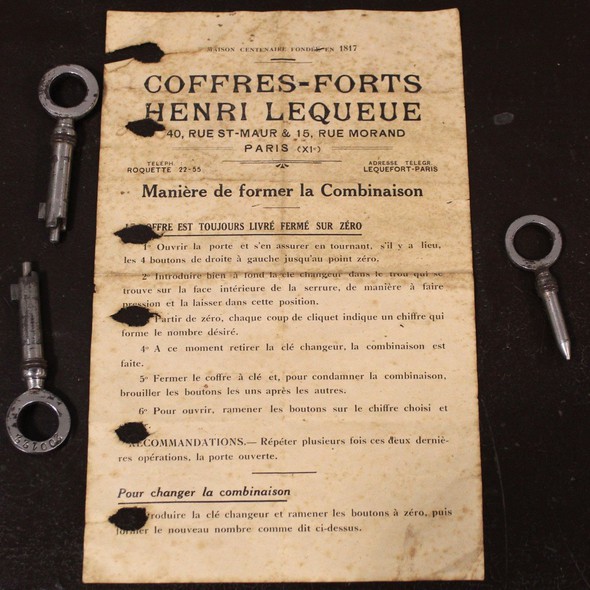 MAISON CENTENAIRE FONDÉE EN 1817
COFFRES-FORTS
HENRI LEQUEUE
40, RUE ST-MAUR & 15, RUE MORAND
PARIS (XIᵉ)
TÉLÉPH.
ROQUETTE 22-55
ADRESSE TÉLÉGR.
LEQUEFORT-PARIS
Manière de former la Combinaison
EST TOUJOURS LIVRÉ FERMÉ SUR ZÉRO
1° Ouvrir la porte et s'en assurer en tournant, s'il y a lieu,
les 4 boutons de droite à gauche jusqu'au point zéro.
2° Introduire bien à fond la clé changeur dans le trou qui se
trouve sur la face intérieure de la serrure, de manière à faire
pression et la laisser dans cette position.
Partir de zéro, chaque coup de cliquet indique un chiffre qui
forme le nombre désiré.
4° A ce moment retirer la clé changeur, la combinaison est
faite.
5° Fermer le coffre à clé et, pour condamner la combinaison,
brouiller les boutons les uns après les autres.
6° Pour ouvrir, ramener les boutons sur le chiffre choisi et
RECOMMANDATIONS.— Répéter plusieurs fois ces deux derniè-
res opérations, la porte ouverte.
Pour changer la combinaison
Introduire la clé changeur et ramener les boutons à zéro, puis
former le nouveau nombre comme dit ci-dessus.